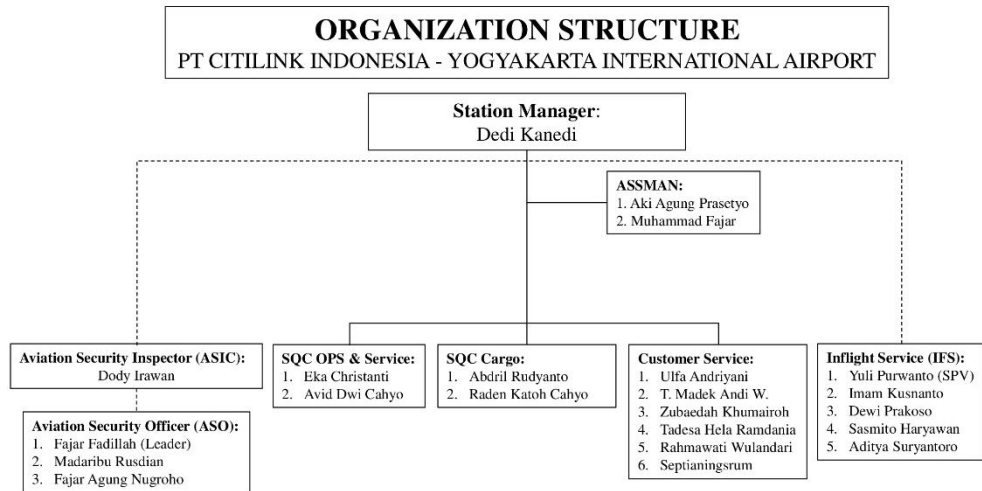 ORGANIZATION STRUCTURE
PT CITILINK INDONESIA - YOGYAKARTA INTERNATIONAL AIRPORT
Station Manager:
Dedi Kanedi
ASSMAN:
1. Aki Agung Prasetyo
2. Muhammad Fajar
Aviation Security Inspector (ASIC):
Dody Irawan
Aviation Security Officer (ASO):
1. Fajar Fadillah (Leader)
2. Madaribu Rusdian
3. Fajar Agung Nugroho
SQC OPS & Service:
1. Eka Christanti
2. Avid Dwi Cahyo
SQC Cargo:
1. Abdril Rudyanto
2. Raden Katoh Cahyo
Customer Service:
1. Ulfa Andriyani
2. T. Madek Andi W.
3. Zubaedah Khumairoh
4. Tadesa Hela Ramdania
5. Rahmawati Wulandari
6. Septianingsrum
Inflight Service (IFS):
1. Yuli Purwanto (SPV)
2. Imam Kusnanto
3. Dewi Prakoso
4. Sasmito Haryawan
5. Aditya Suryantoro